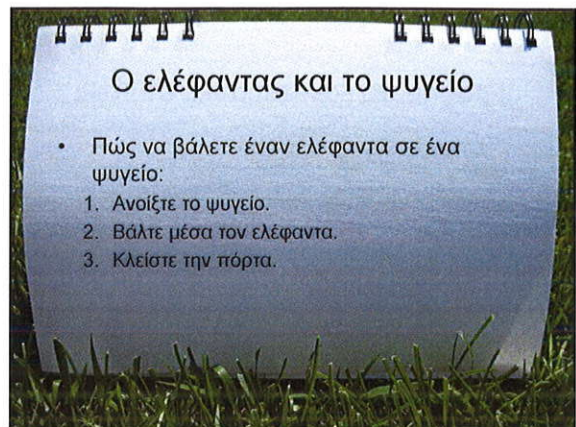 Ο ελέφαντας και το ψυγείο
• Πώς να βάλετε έναν ελέφαντα σε ένα
ψυγείο:
1. Ανοίξτε το ψυγείο.
2. Βάλτε μέσα τον ελέφαντα.
3. Κλείστε την πόρτα.